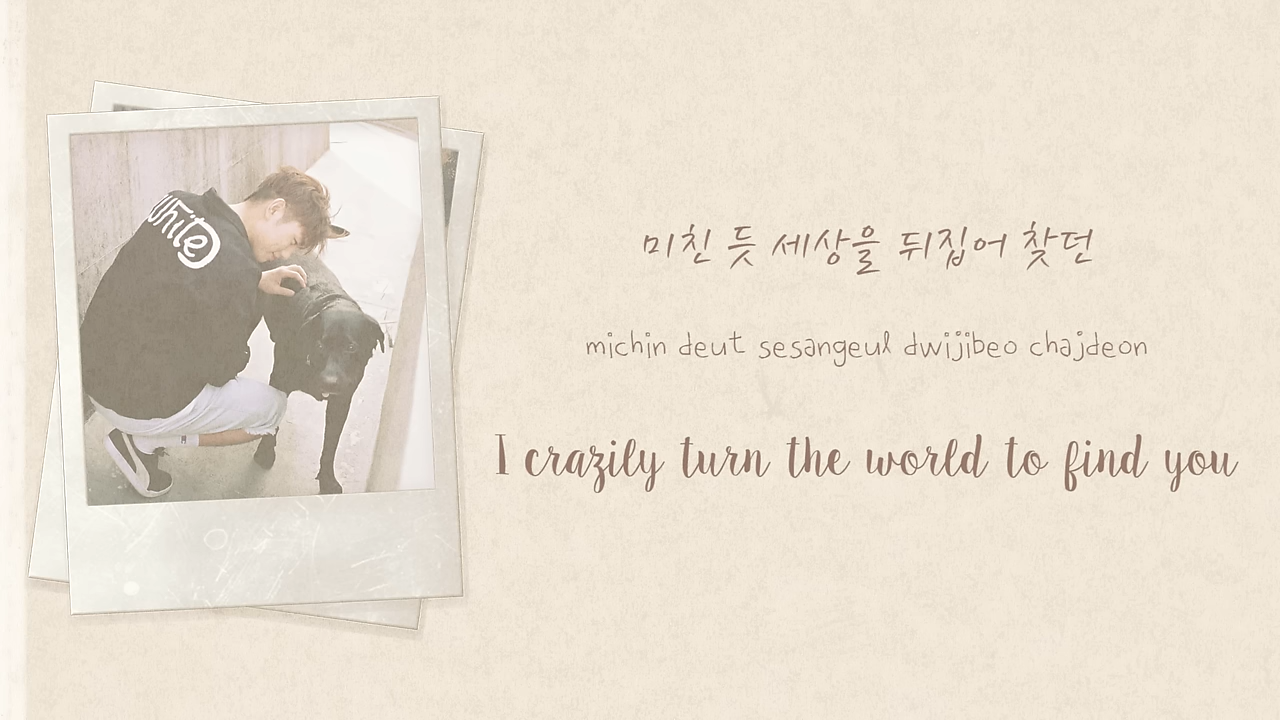 White
미친 듯 세상을 뒤집어 찾던
michin deut sesangeul dwijibeo chajdeon
I crazily turn the world to find you